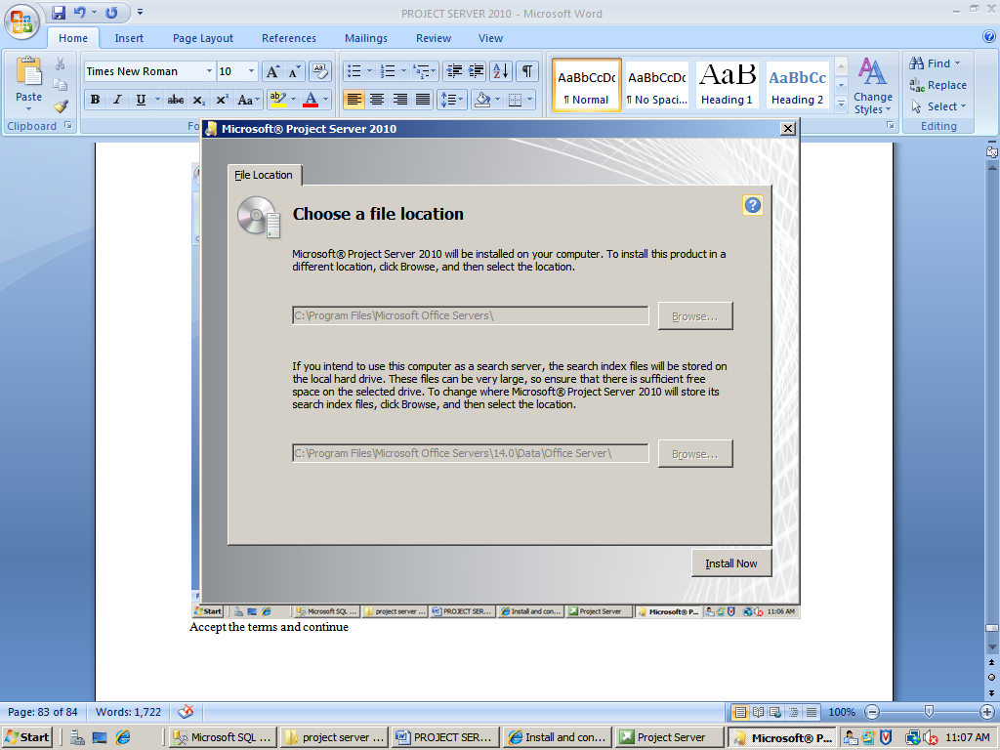 PROJECT SERVER 2010 - Microsoft Word
Home Insert Page Layout References Mailings Review View
Paste
Clipboard
Times New Roman 10
AaBbCcDc AaBbCcDc AaB AaBbCc
¶ Normal ¶ No Spaci... Heading 1 Heading 2
Change Styles
Find
Replace
Select
Editing
Microsoft® Project Server 2010
File Location
Choose a file location
Microsoft® Project Server 2010 will be installed on your computer. To install this product in a
different location, click Browse, and then select the location.
C:\Program Files\Microsoft Office Servers\
Browse...
If you intend to use this computer as a search server, the search index files will be stored on
the local hard drive. These files can be very large, so ensure that there is sufficient free
space on the selected drive. To change where Microsoft® Project Server 2010 will store its
search index files, click Browse, and then select the location.
C:\Program Files\Microsoft Office Servers\14.0\Data\Office Server\
Browse...
Install Now
Start Microsoft SQL ... project server ... PROJECT SER... Install and con... Project Server Microsoft® P... 11:06 AM
Accept the terms and continue
Page: 83 of 84 Words: 1,722 100%
Start Microsoft SQL ... project server ... PROJECT SER... Install and con... Project Server Microsoft® P... 11:07 AM